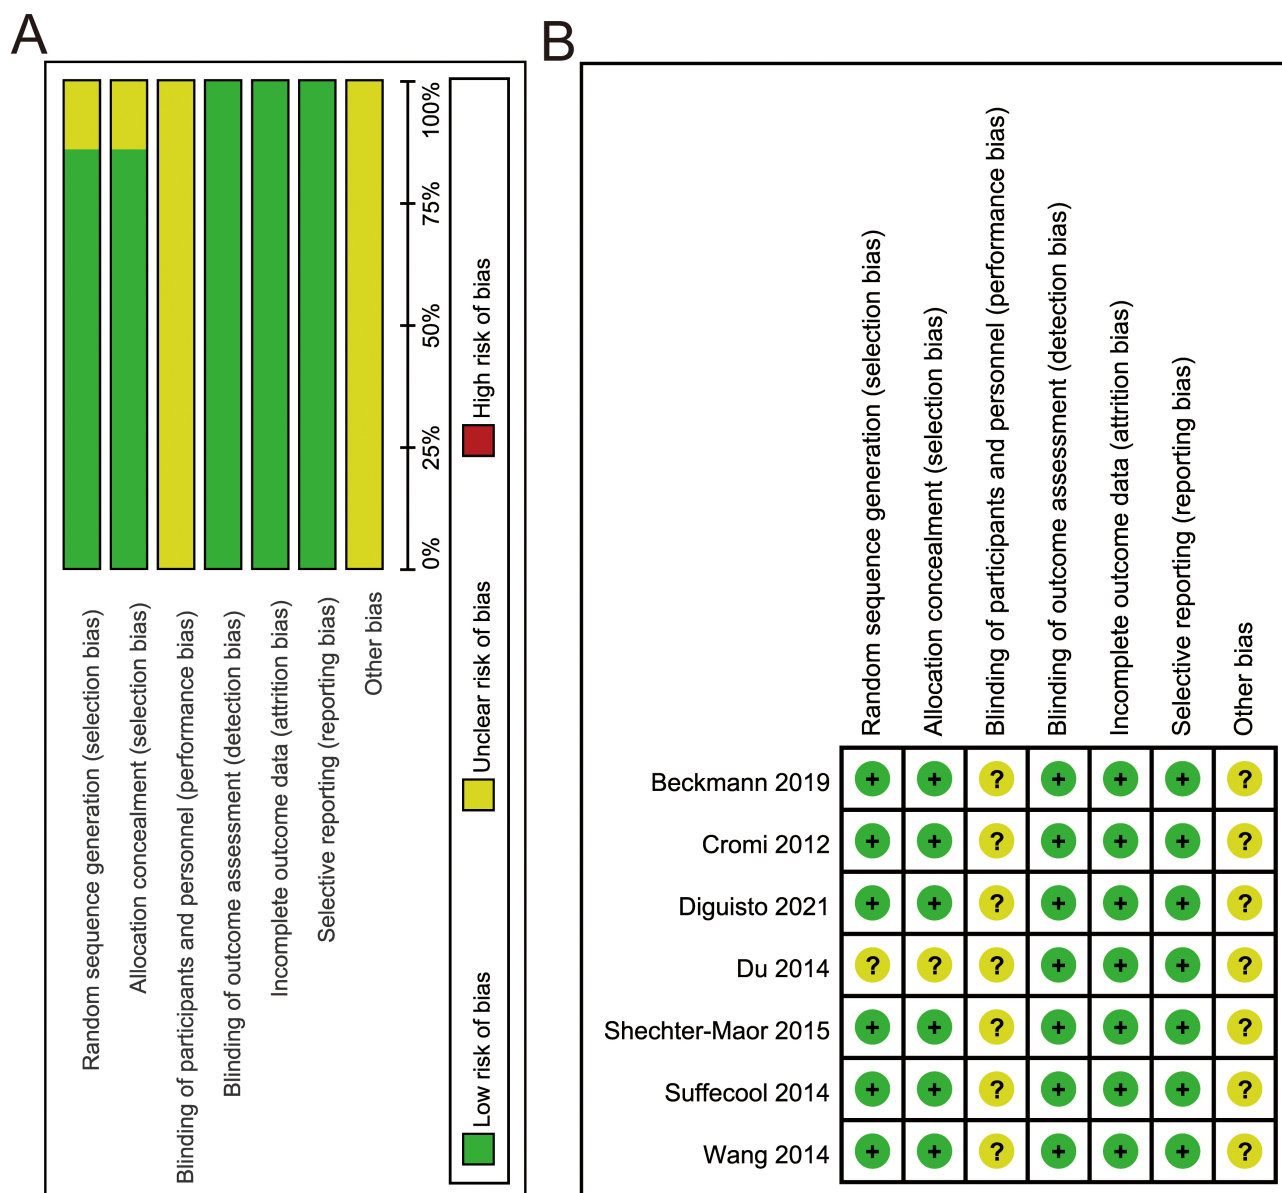 A
Random sequence generation (selection bias)
Allocation concealment (selection bias)
Blinding of participants and personnel (performance bias)
Blinding of outcome assessment (detection bias)
Incomplete outcome data (attrition bias)
Selective reporting (reporting bias)
Other bias
0%
25%
50%
75%
100%
Low risk of bias
Unclear risk of bias
High risk of bias
B
Random sequence generation (selection bias)
Allocation concealment (selection bias)
Blinding of participants and personnel (performance bias)
Blinding of outcome assessment (detection bias)
Incomplete outcome data (attrition bias)
Selective reporting (reporting bias)
Other bias
Beckmann 2019 + + ? + + + ?
Cromi 2012 + + ? + + + ?
Diguisto 2021 + + ? + + + ?
Du 2014 ? ? ? + + + ?
Shechter-Maor 2015 + + ? + + + ?
Suffecool 2014 + + ? + + + ?
Wang 2014 + + ? + + + ?